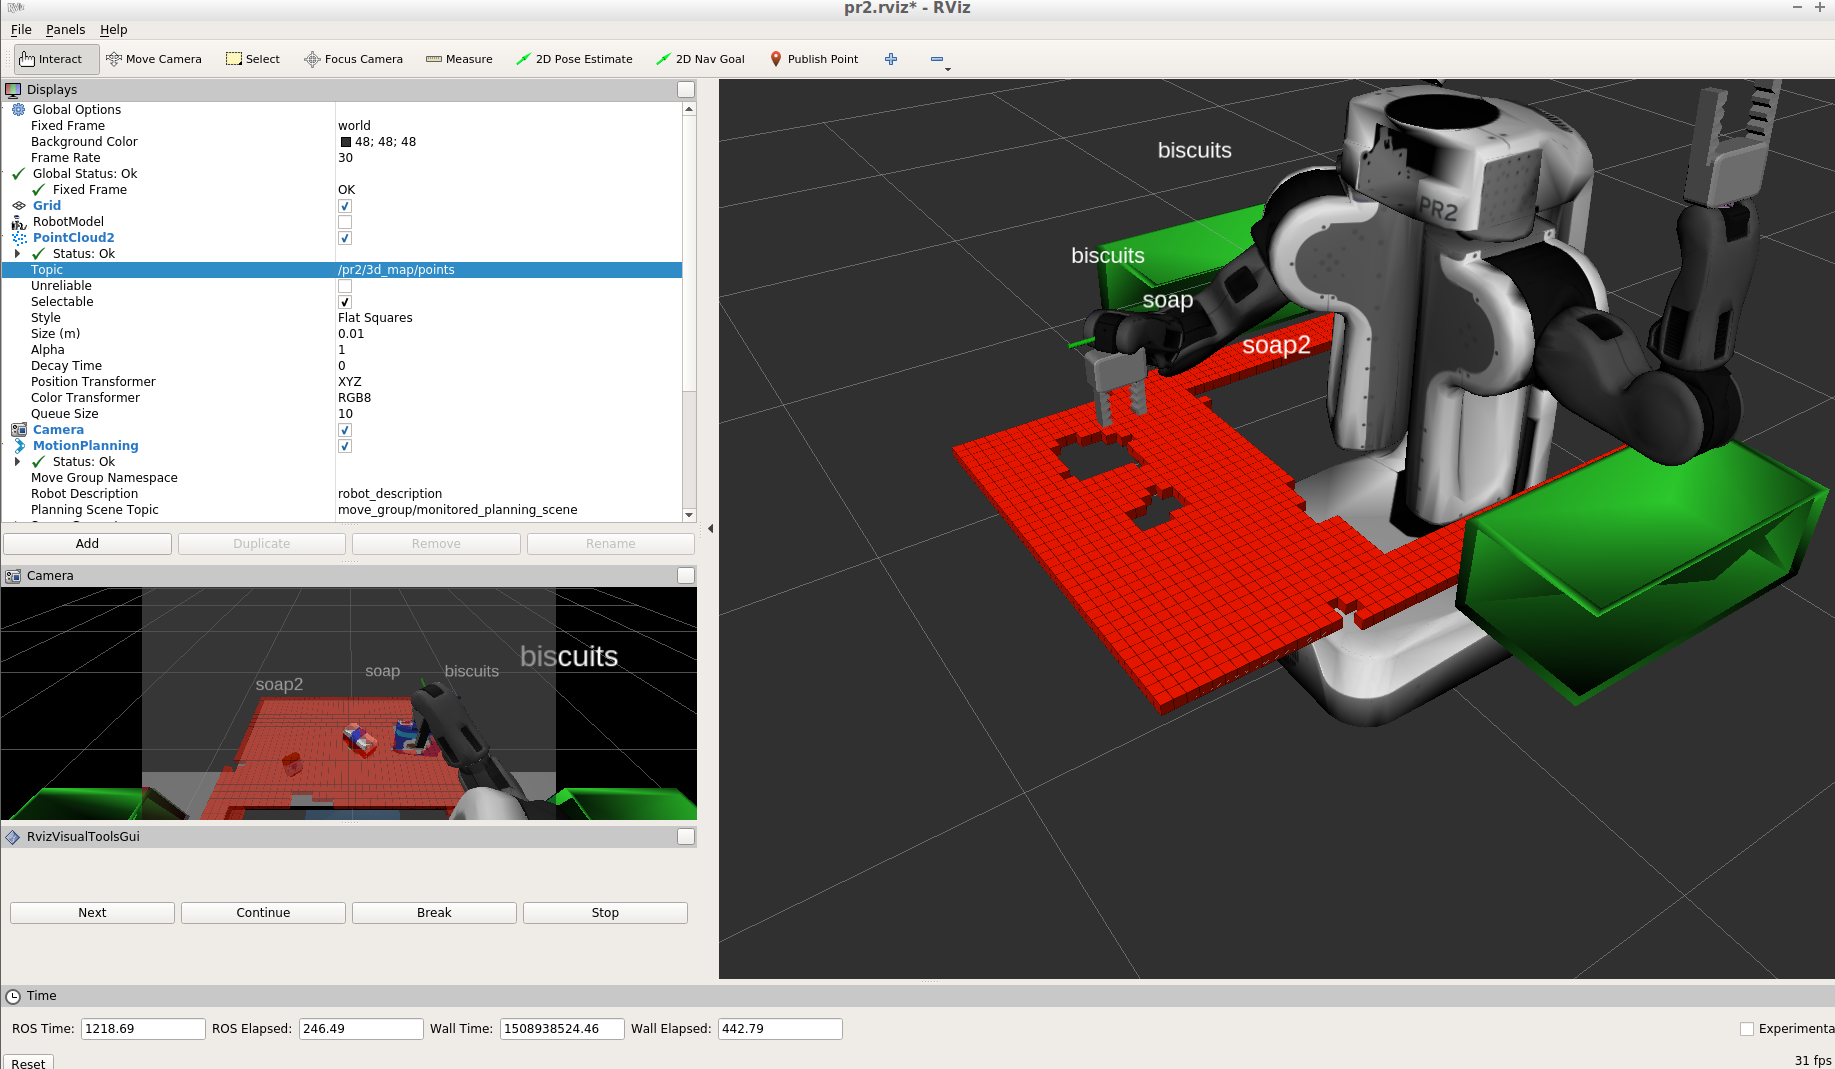 RViz
pr2.rviz* - RViz
File Panels Help
Interact Move Camera Select Focus Camera Measure 2D Pose Estimate 2D Nav Goal Publish Point
Displays
Global Options
Fixed Frame world
Background Color 48; 48; 48
Frame Rate 30
Global Status: Ok
Fixed Frame OK
Grid
RobotModel
PointCloud2
Status: Ok
Topic /pr2/3d_map/points
Unreliable
Selectable
Style Flat Squares
Size (m) 0.01
Alpha 1
Decay Time 0
Position Transformer XYZ
Color Transformer RGB8
Queue Size 10
Camera
MotionPlanning
Status: Ok
Move Group Namespace
Robot Description robot_description
Planning Scene Topic move_group/monitored_planning_scene
Add Duplicate Remove Rename
Camera
biscuits
soap biscuits
soap2
RvizVisualToolsGui
Next Continue Break Stop
biscuits
PR2
biscuits
soap
soap2
Time
ROS Time: 1218.69 ROS Elapsed: 246.49 Wall Time: 1508938524.46 Wall Elapsed: 442.79 Experimenta
Reset 31 fps